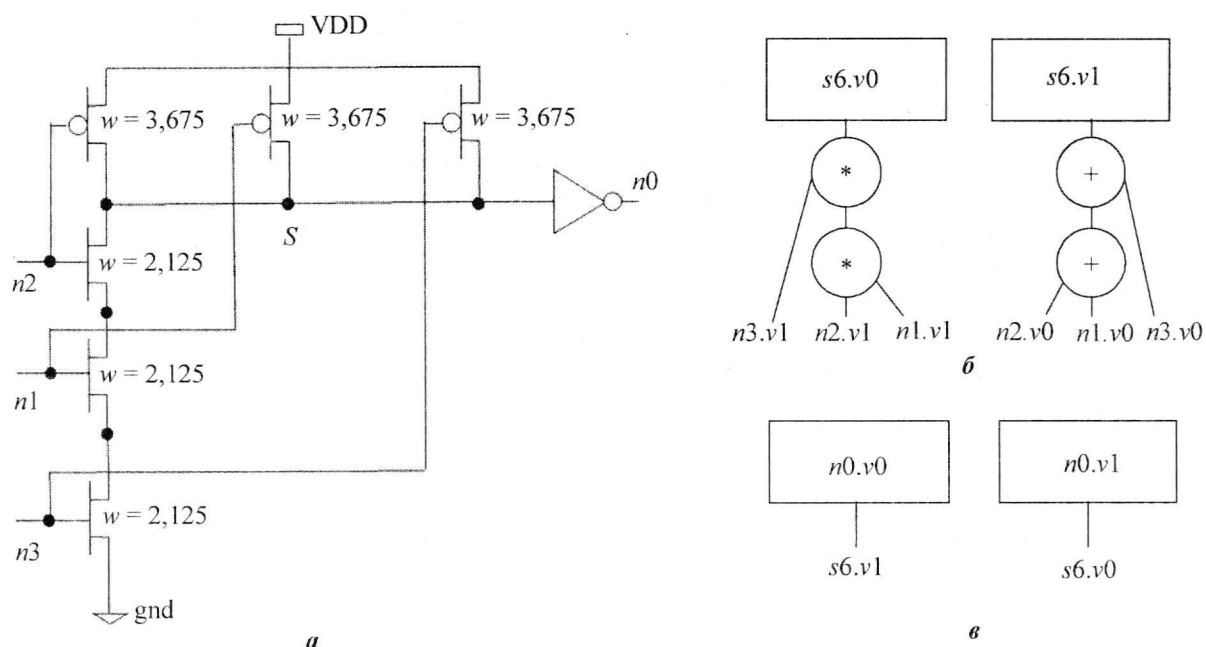 VDD
w = 3,675
w = 3,675
w = 3,675
n0
S
n2
w = 2,125
n1
w = 2,125
n3
w = 2,125
gnd
а
s6.v0
s6.v1
*
+
*
+
n3.v1
n2.v1
n1.v1
n2.v0
n1.v0
n3.v0
б
n0.v0
n0.v1
s6.v1
s6.v0
в